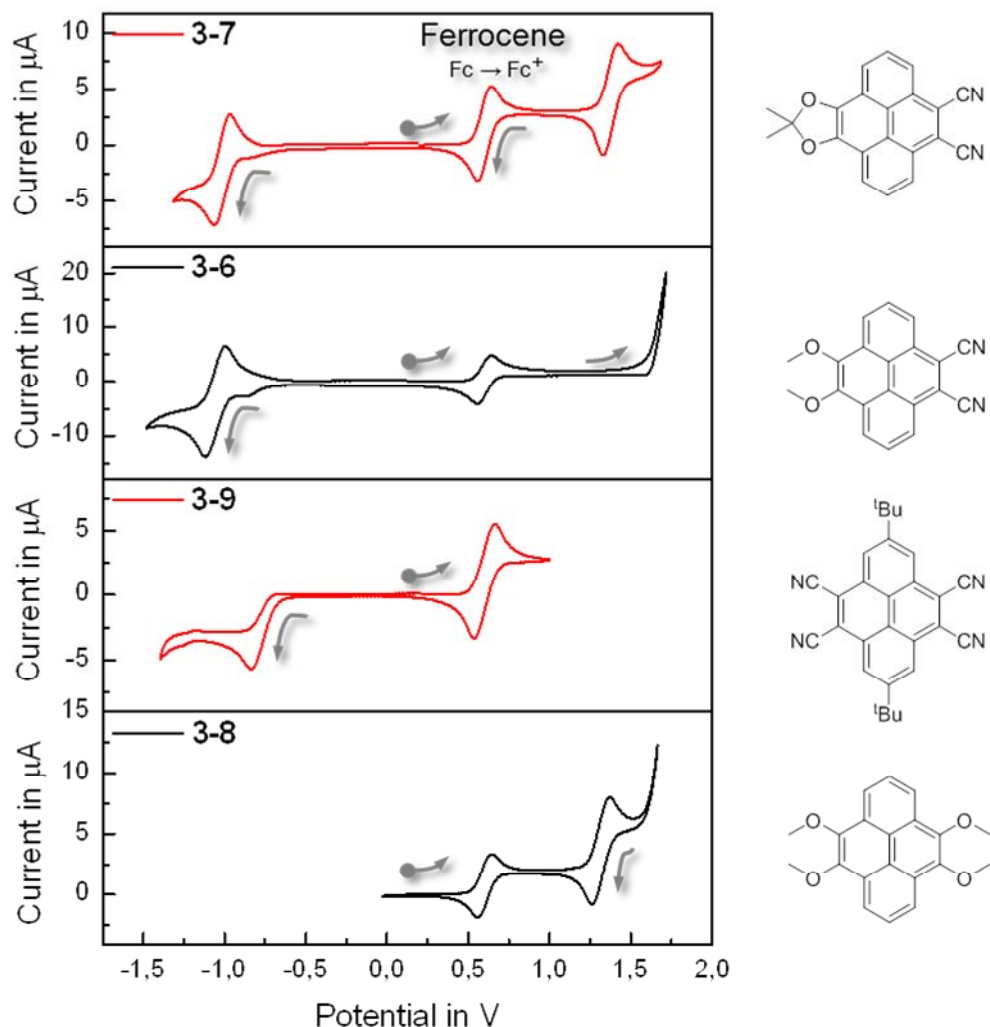 3-7
Ferrocene
Fc → Fc⁺
Current in µA
10
5
0
-5
O
O
CN
CN
3-6
Current in µA
20
10
0
-10
O
O
CN
CN
3-9
Current in µA
5
0
-5
ᵗBu
NC
NC
CN
CN
ᵗBu
3-8
Current in µA
15
10
5
0
O
O
O
O
-1,5 -1,0 -0,5 0,0 0,5 1,0 1,5 2,0
Potential in V